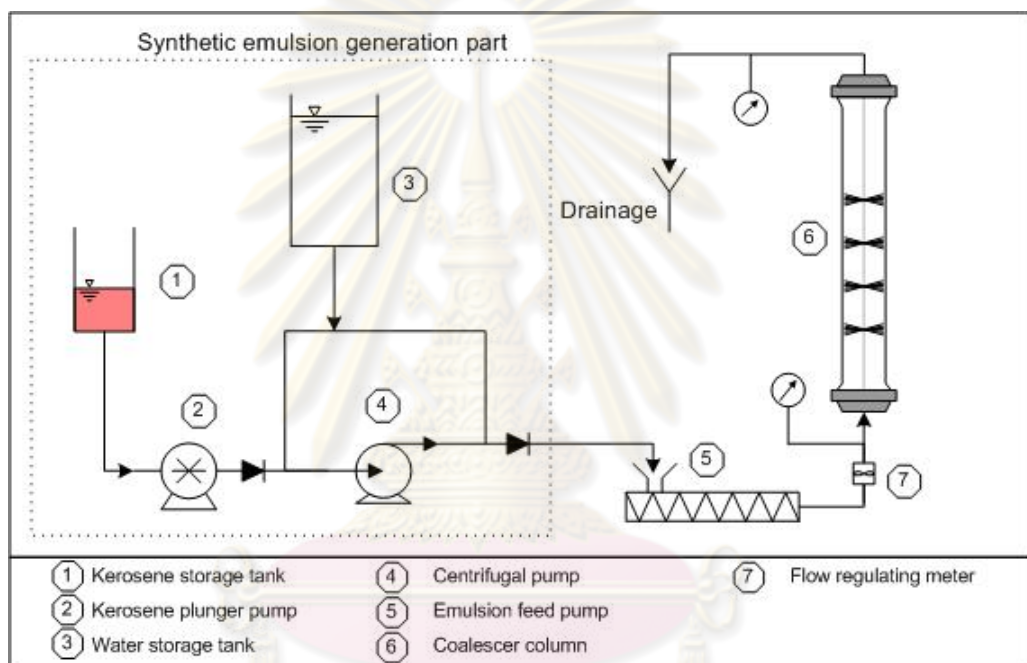 Synthetic emulsion generation part
3
1
Drainage
6
2
4
5
7
1 Kerosene storage tank
2 Kerosene plunger pump
3 Water storage tank
4 Centrifugal pump
5 Emulsion feed pump
6 Coalescer column
7 Flow regulating meter